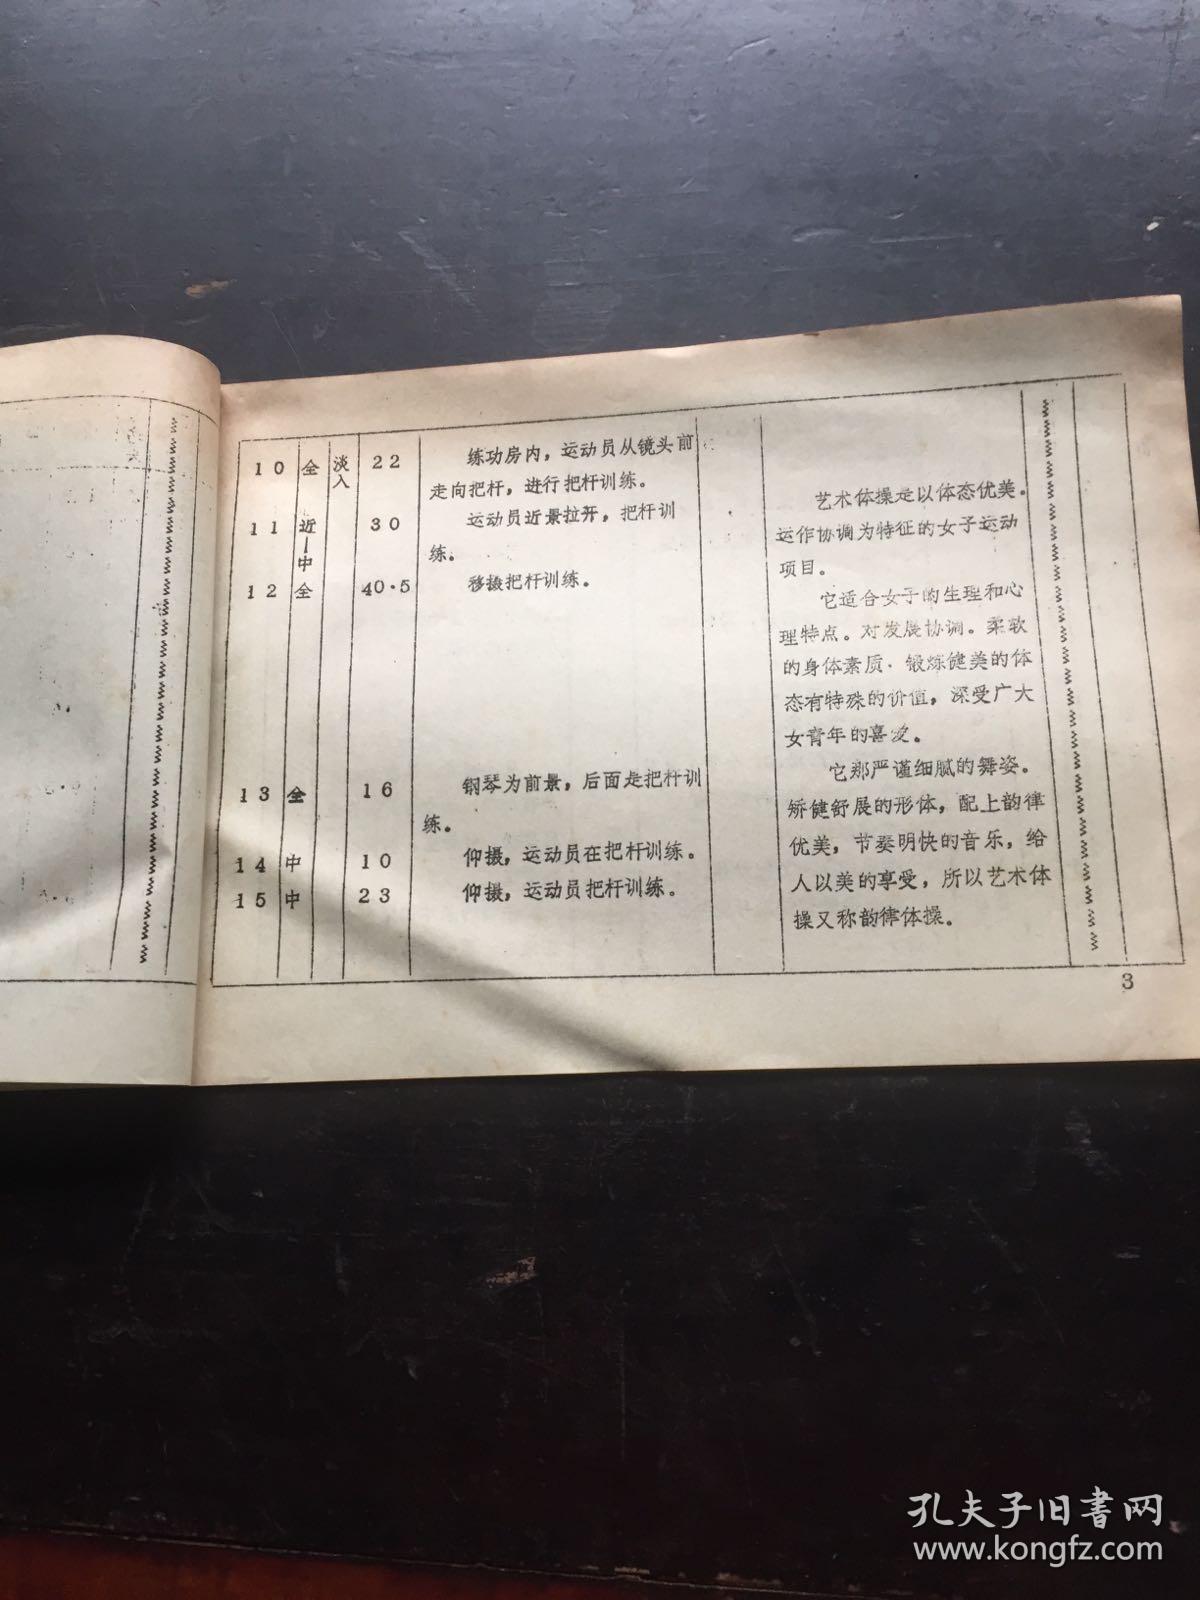 10 全 淡入 22 练功房内，运动员从镜头前
走向把杆，进行把杆训练。
11 近—中 30 运动员近景拉开，把杆训
练。
12 全 40.5 移摄把杆训练。
13 全 16 钢琴为前景，后面是把杆训
练。
14 中 10 仰摄，运动员在把杆训练。
15 中 23 仰摄，运动员把杆训练。
艺术体操是以体态优美。
运作协调为特征的女子运动
项目。
它适合女子的生理和心
理特点。对发展协调。柔软
的身体素质．锻炼健美的体
态有特殊的价值，深受广大
女青年的喜爱。
它那严谨细腻的舞姿。
矫健舒展的形体，配上韵律
优美，节奏明快的音乐，给
人以美的享受，所以艺术体
操又称韵律体操。
3
孔夫子旧书网
www.kongfz.com